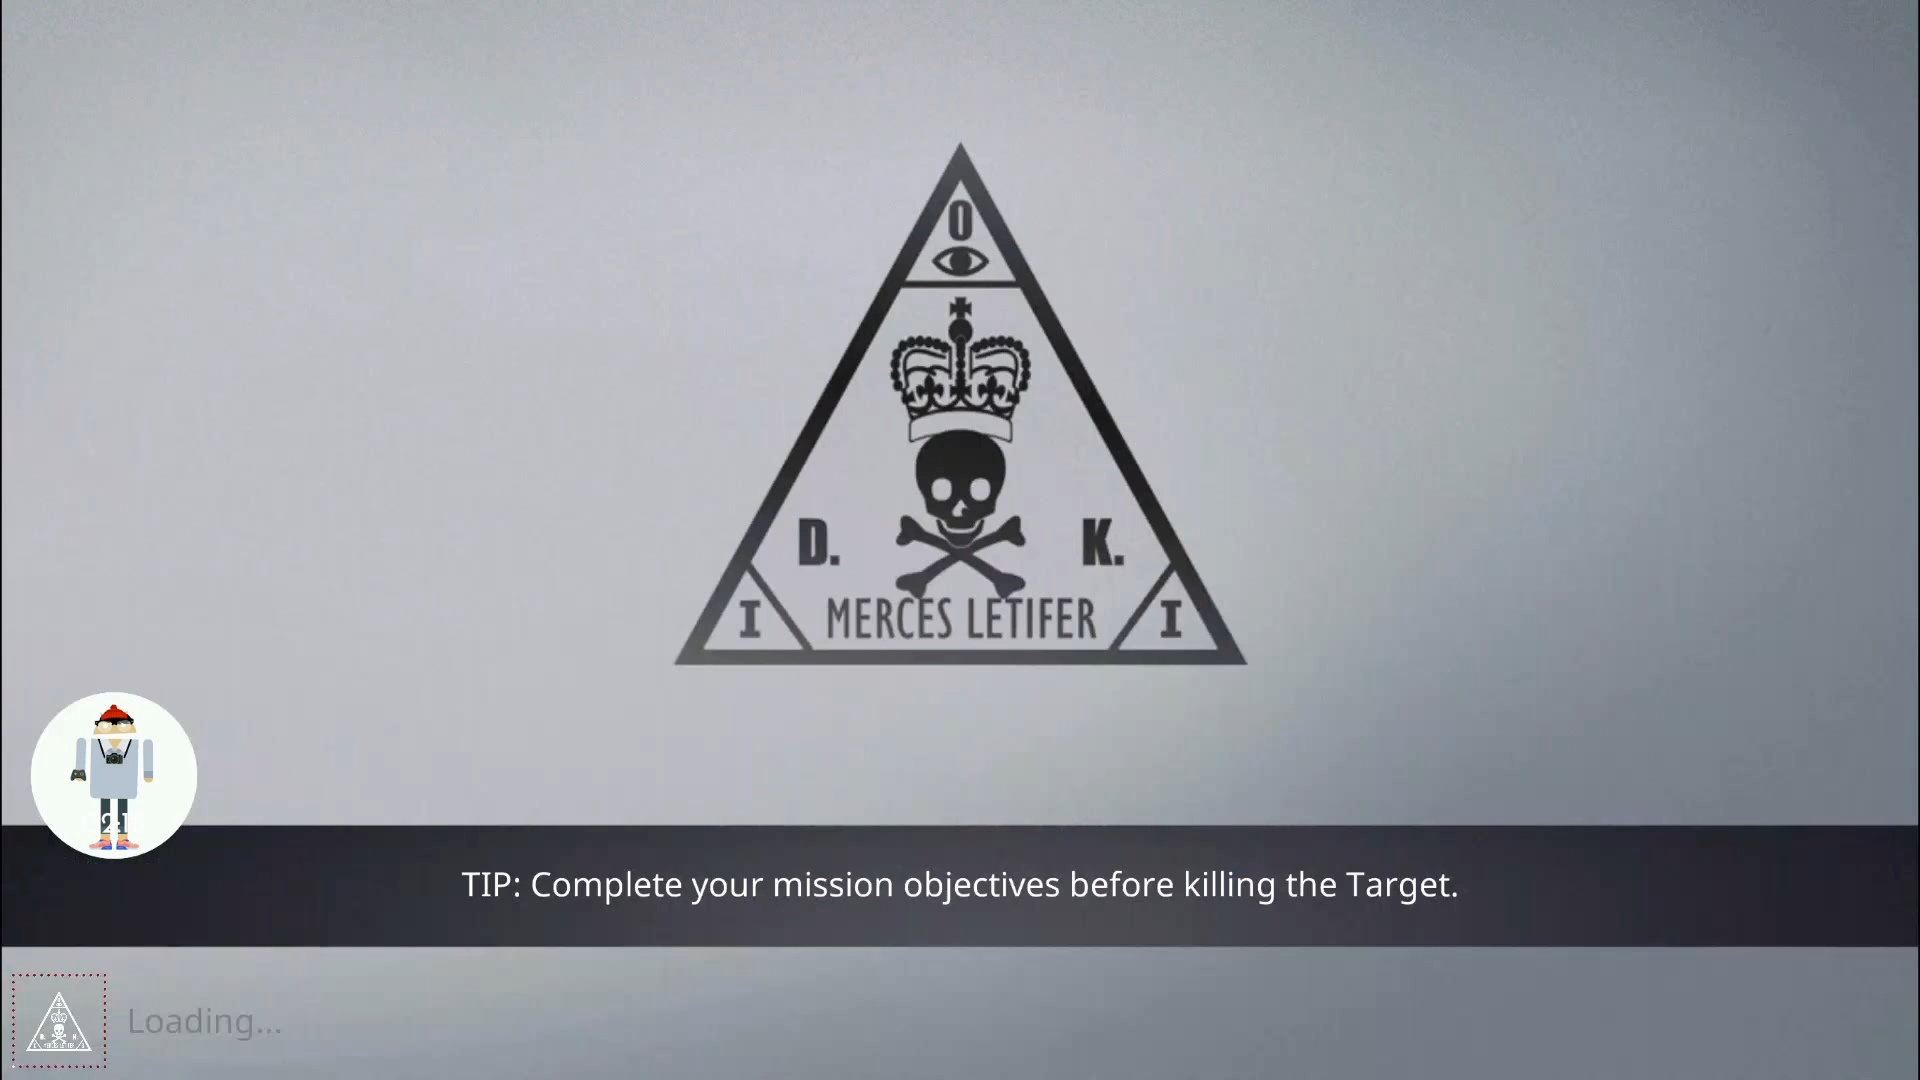 O
D. K.
I MERCES LETIFER I
TIP: Complete your mission objectives before killing the Target.
Loading...